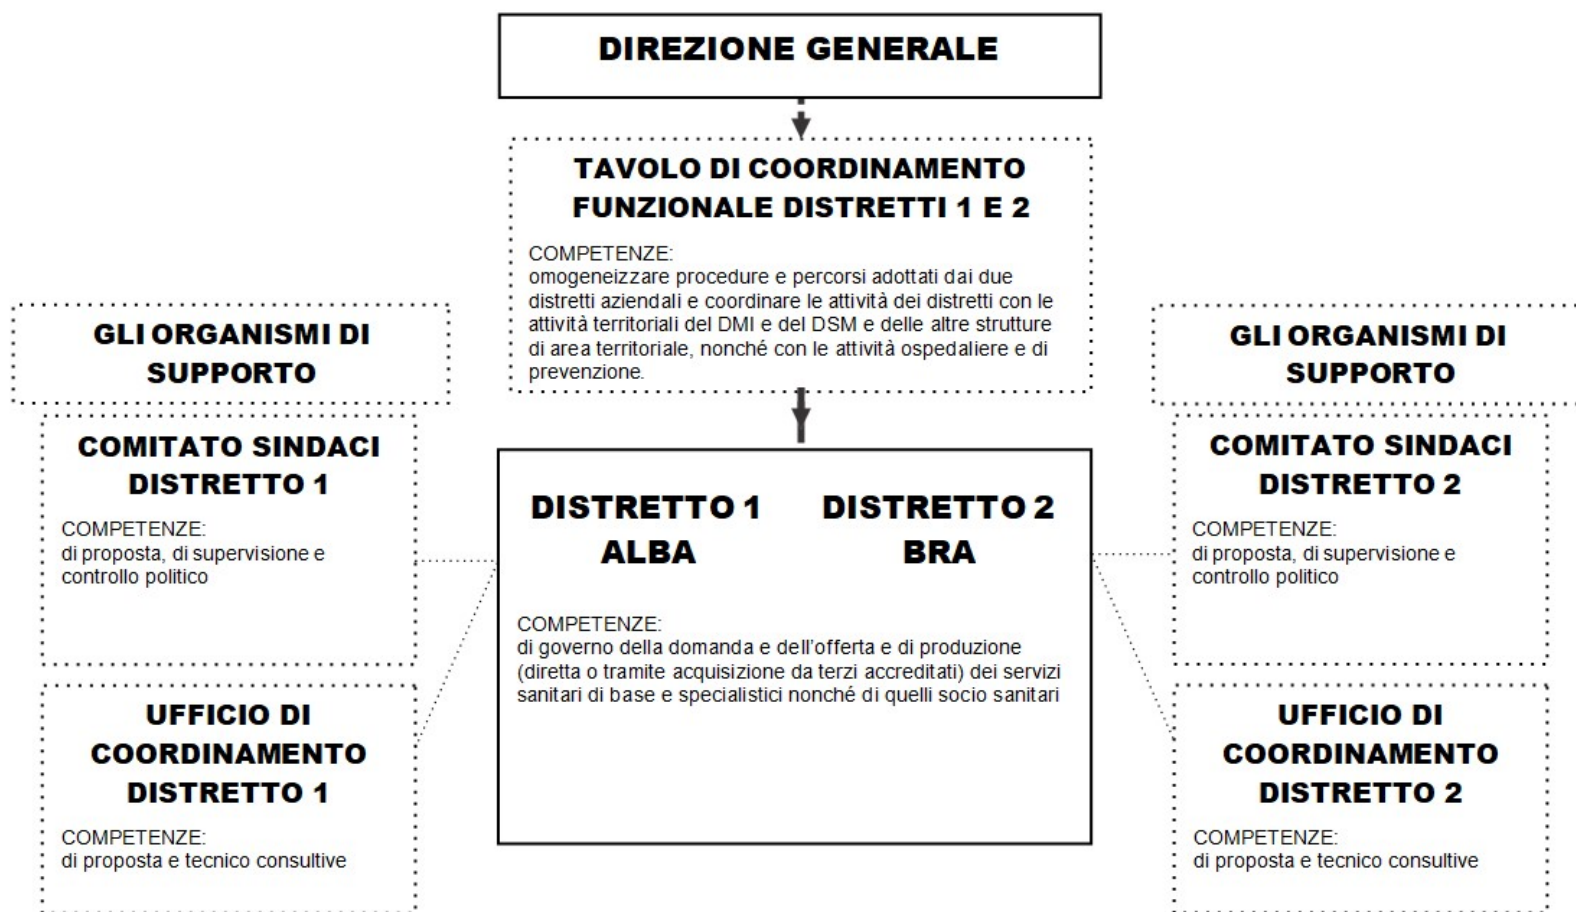 DIREZIONE GENERALE
TAVOLO DI COORDINAMENTO
FUNZIONALE DISTRETTI 1 E 2
COMPETENZE:
omogeneizzare procedure e percorsi adottati dai due
distretti aziendali e coordinare le attività dei distretti con le
attività territoriali del DMI e del DSM e delle altre strutture
di area territoriale, nonché con le attività ospedaliere e di
prevenzione.
GLI ORGANISMI DI
SUPPORTO
COMITATO SINDACI
DISTRETTO 1
COMPETENZE:
di proposta, di supervisione e
controllo politico
UFFICIO DI
COORDINAMENTO
DISTRETTO 1
COMPETENZE:
di proposta e tecnico consultive
DISTRETTO 1
ALBA
DISTRETTO 2
BRA
COMPETENZE:
di governo della domanda e dell'offerta e di produzione
(diretta o tramite acquisizione da terzi accreditati) dei servizi
sanitari di base e specialistici nonché di quelli socio sanitari
GLI ORGANISMI DI
SUPPORTO
COMITATO SINDACI
DISTRETTO 2
COMPETENZE:
di proposta, di supervisione e
controllo politico
UFFICIO DI
COORDINAMENTO
DISTRETTO 2
COMPETENZE:
di proposta e tecnico consultive